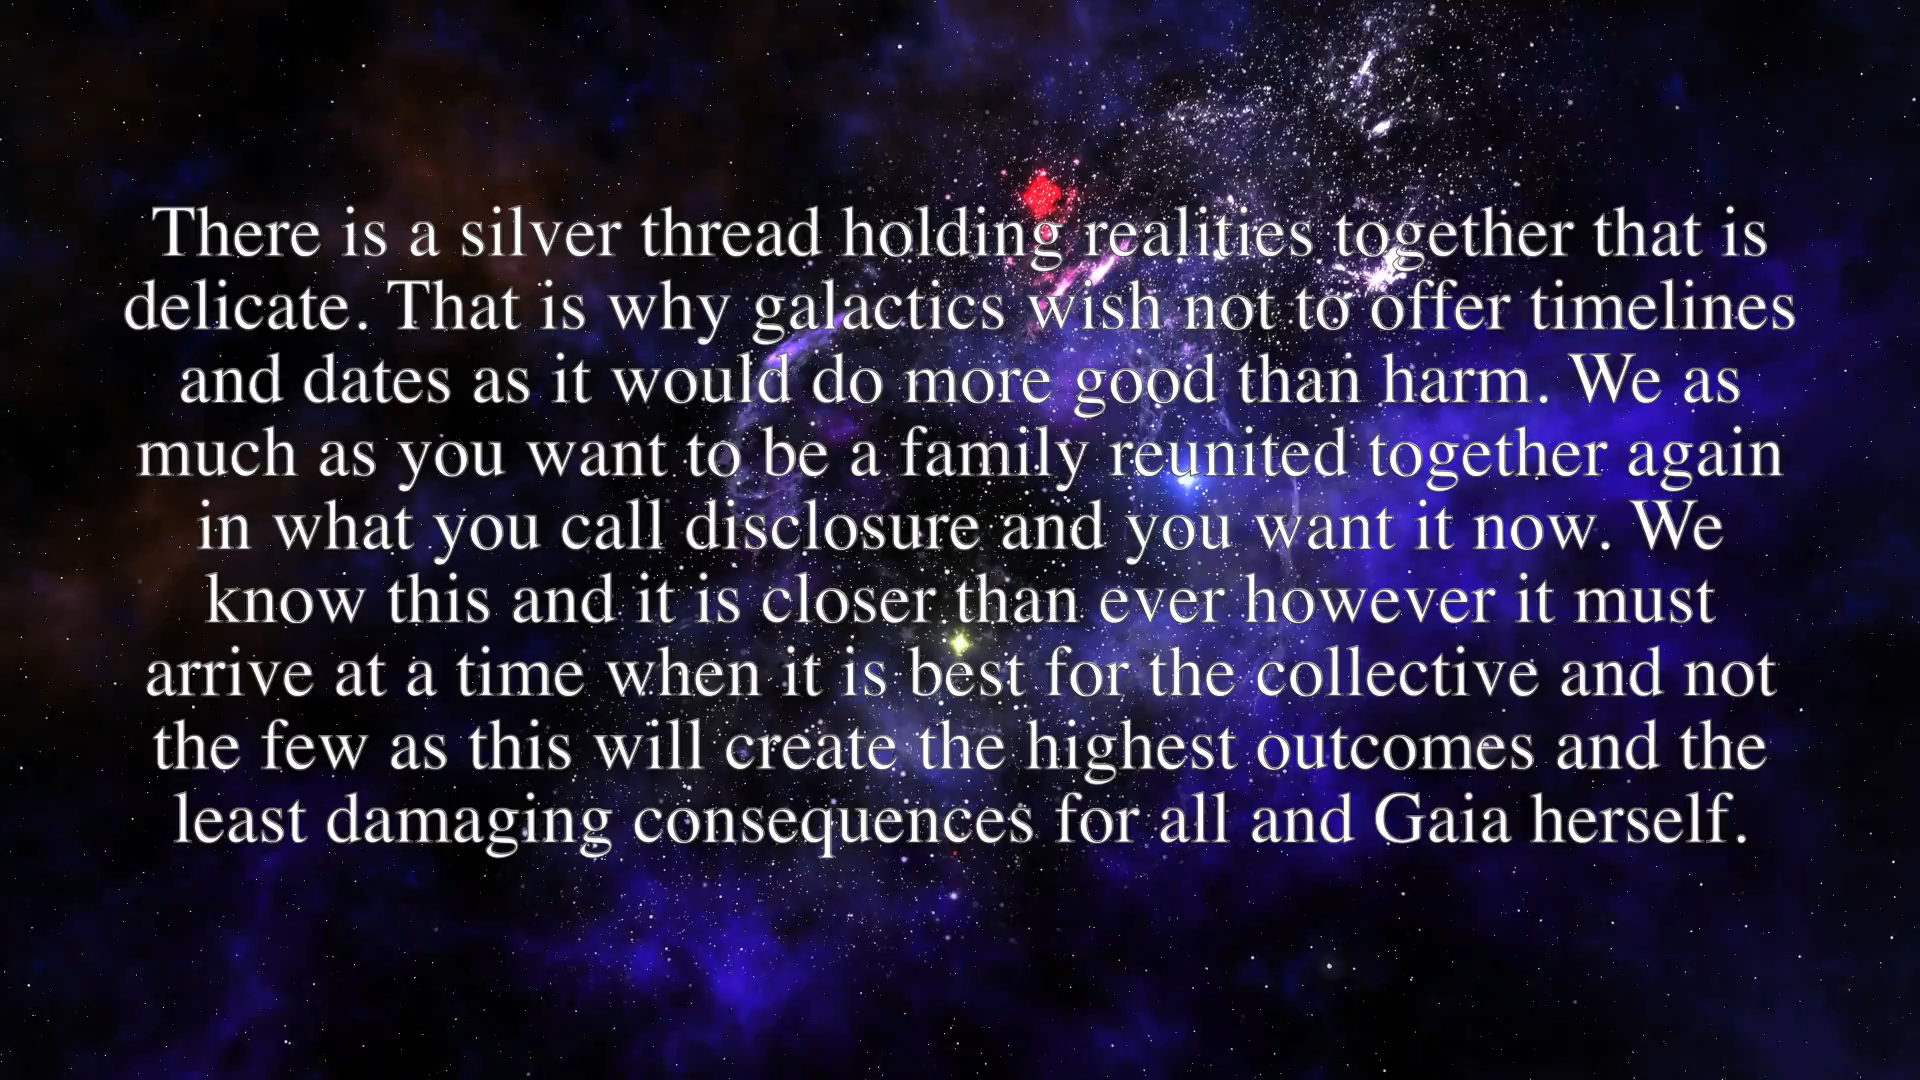 There is a silver thread holding realities together that is
delicate. That is why galactics wish not to offer timelines
and dates as it would do more good than harm. We as
much as you want to be a family reunited together again
in what you call disclosure and you want it now. We
know this and it is closer than ever however it must
arrive at a time when it is best for the collective and not
the few as this will create the highest outcomes and the
least damaging consequences for all and Gaia herself.